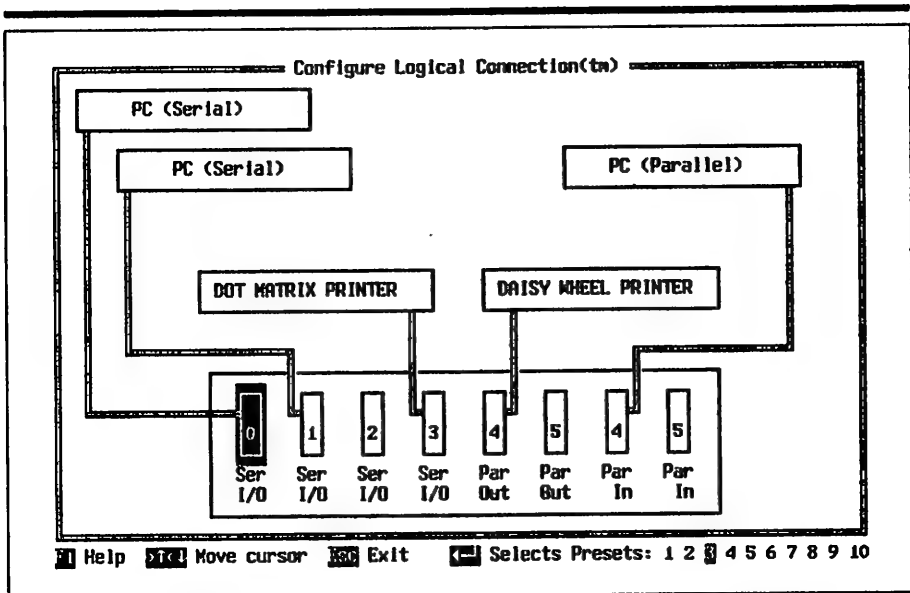 Configure Logical Connection(tm)
PC (Serial)
PC (Serial)
PC (Parallel)
DOT MATRIX PRINTER
DAISY WHEEL PRINTER
0 1 2 3 4 5 4 5
Ser Ser Ser Ser Par Par Par Par
I/O I/O I/O I/O Out Out In In
Help Move cursor Exit Selects Presets: 1 2 3 4 5 6 7 8 9 10